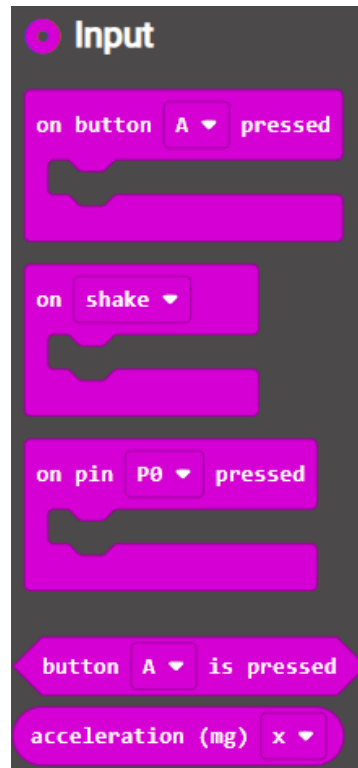 Input
on button A pressed
on shake
on pin P0 pressed
button A is pressed
acceleration (mg) x